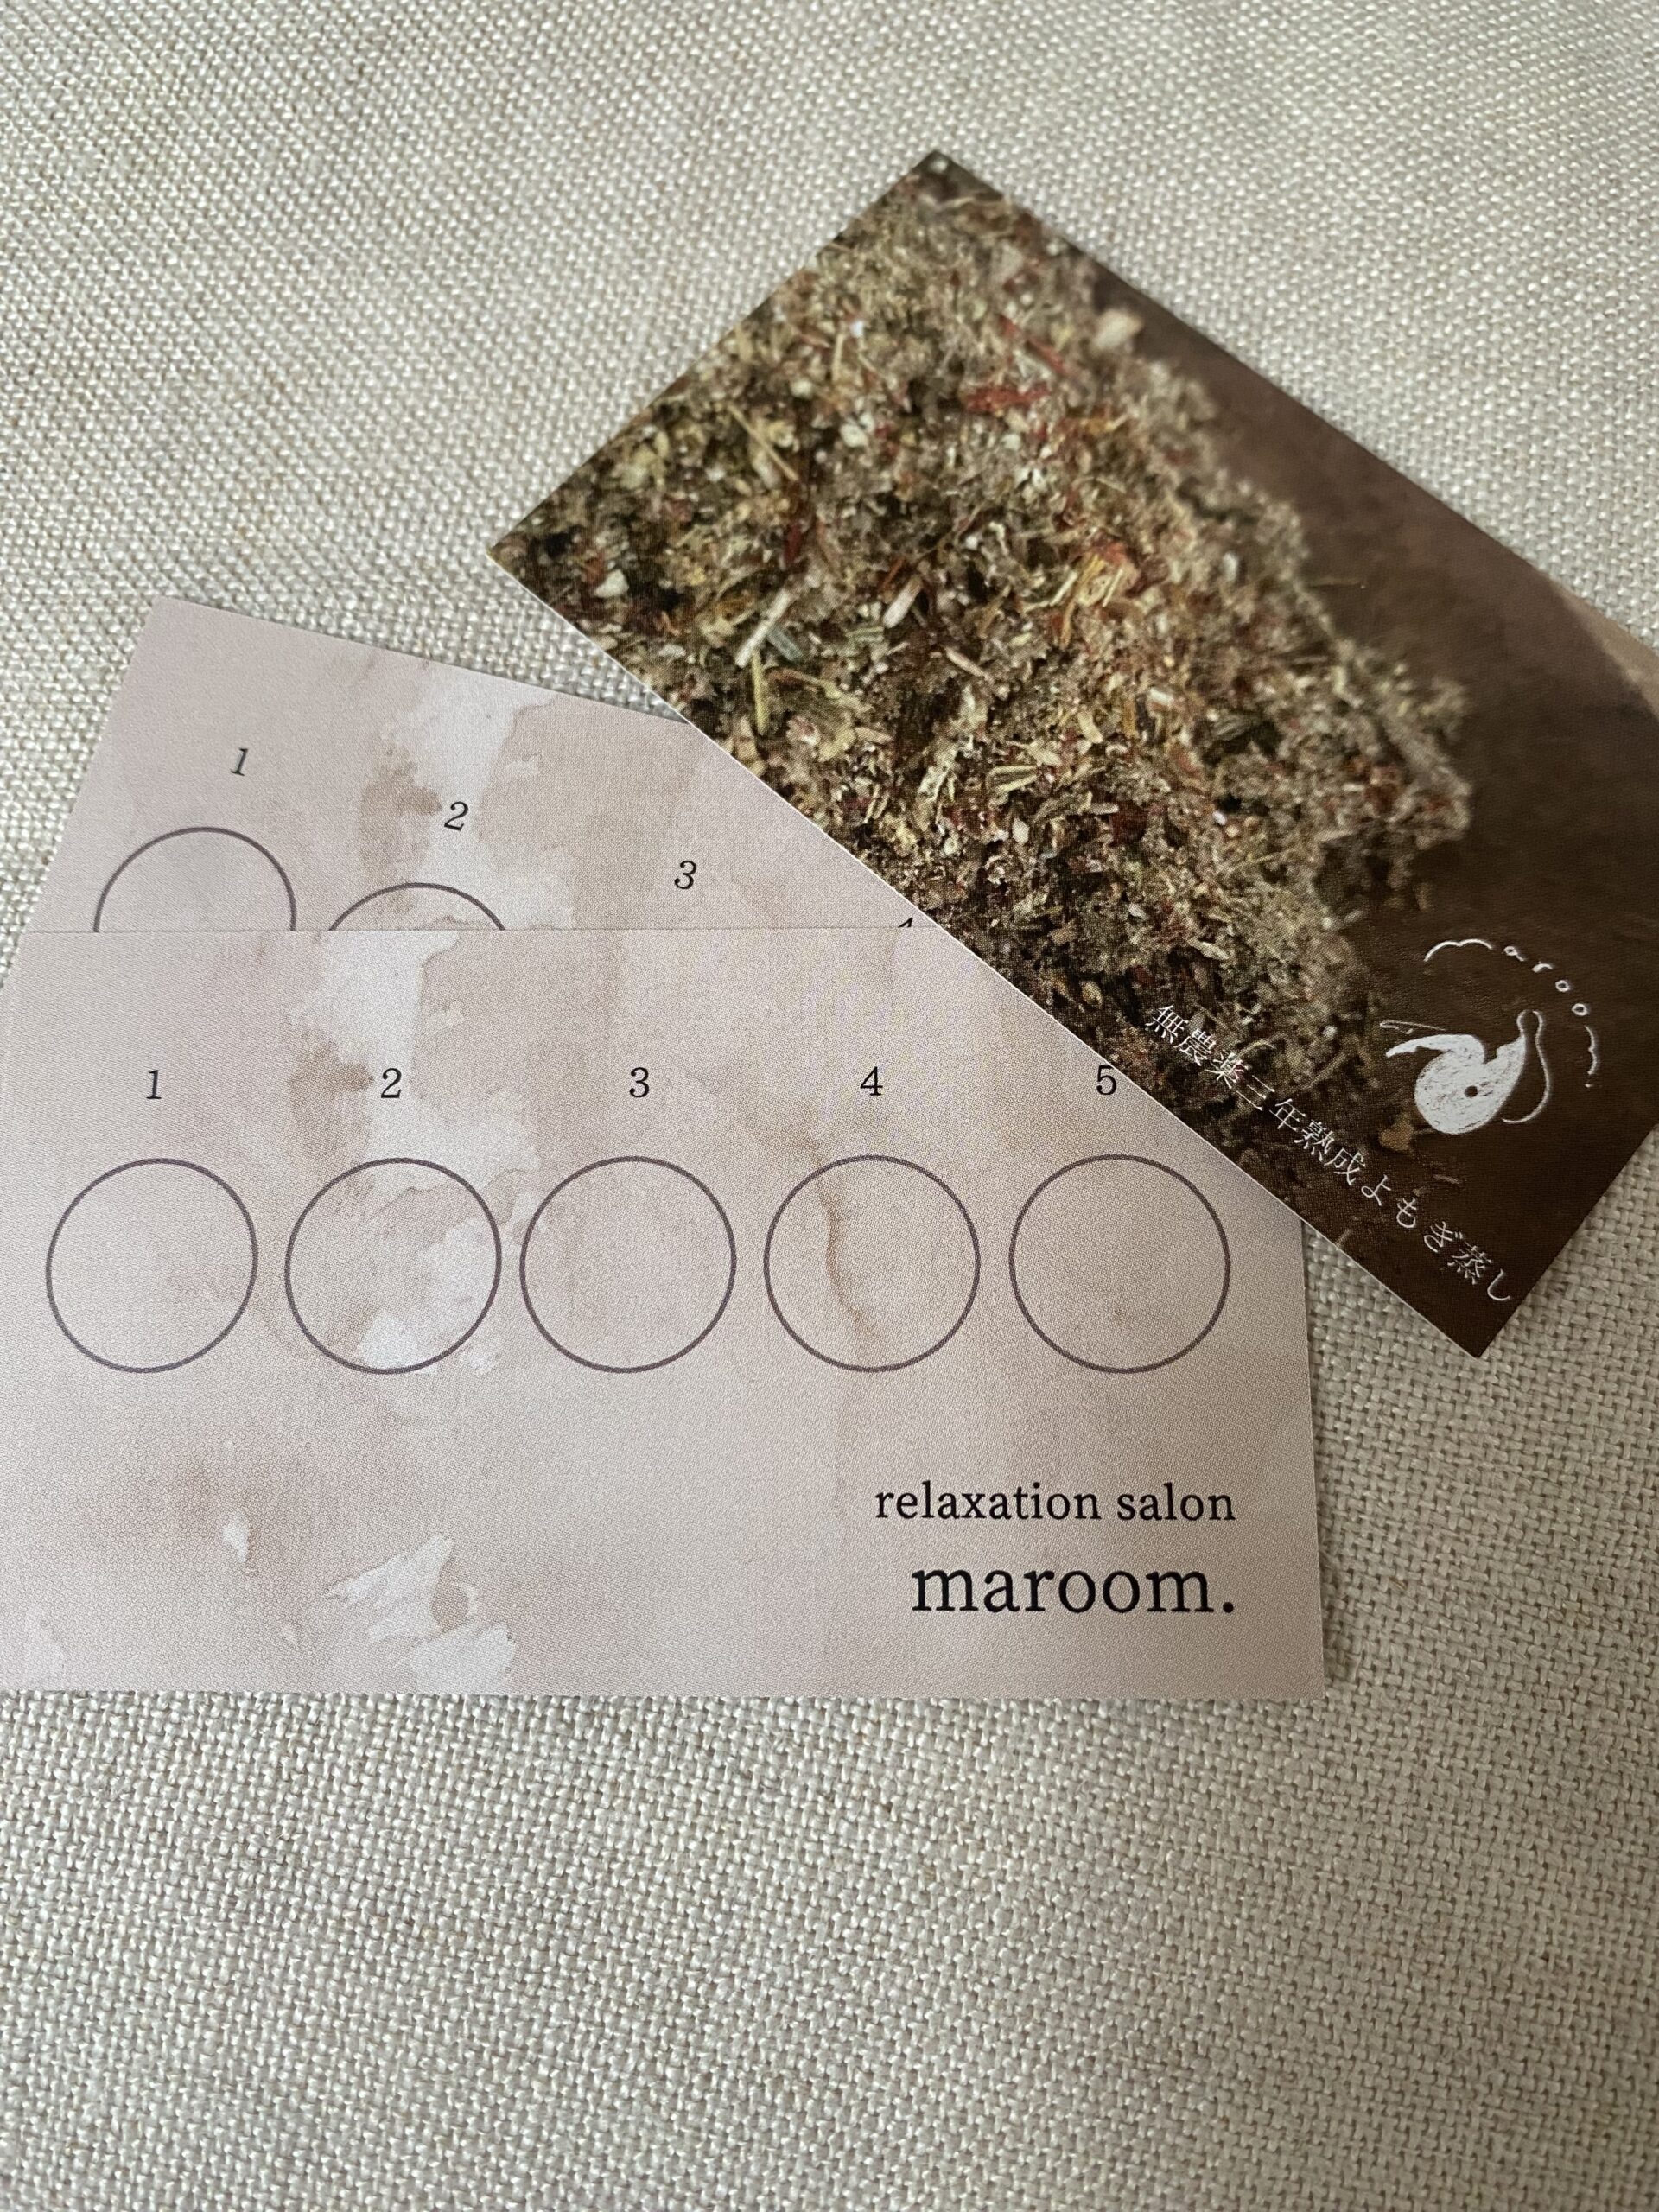 maroom
無農薬三年熟成よもぎ蒸し
1 2 3
1 2 3 4 5
relaxation salon
maroom.